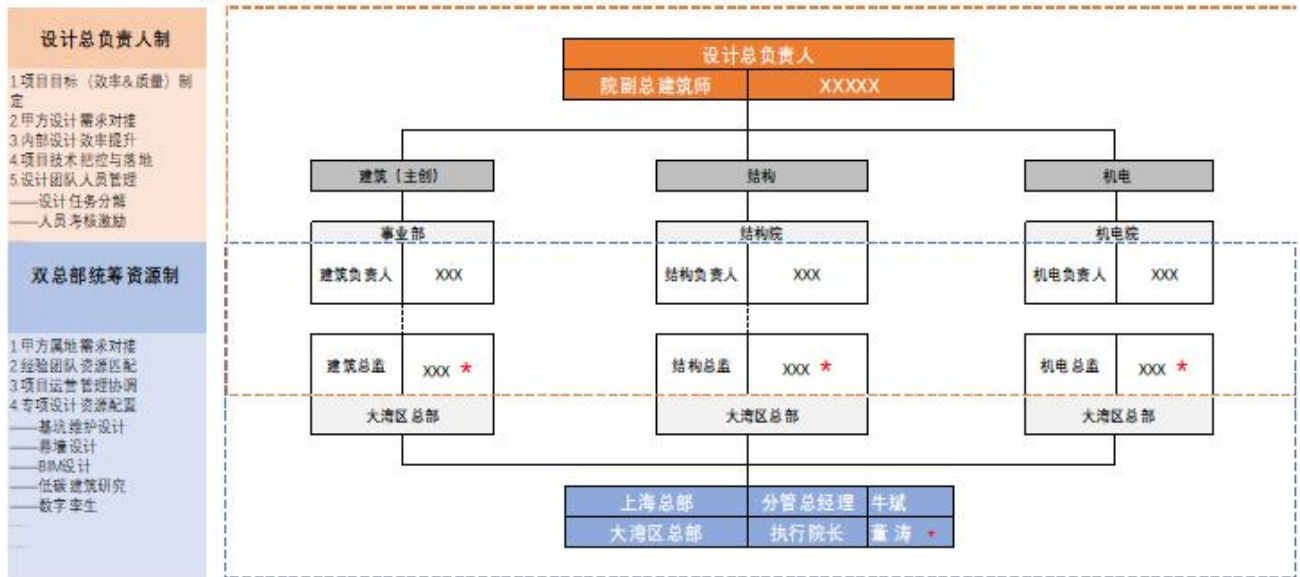 设计总负责人制
1 项目目标（效率&质量）制
定
2 甲方设计需求对接
3 内部设计效率提升
4 项目技术把控与落地
5 设计团队人员管理
——设计任务分解
——人员考核激励
双总部统筹资源制
1 甲方属地需求对接
2 经验团队资源匹配
3 项目运营管理协调
4 专项设计资源配置
——基坑维护设计
——幕墙设计
——BIM设计
——低碳建筑研究
——数字孪生
设计总负责人
院副总建筑师 XXXXX
建筑（主创） 结构 机电
事业部 结构院 机电院
建筑负责人 XXX 结构负责人 XXX 机电负责人 XXX
建筑总监 XXX * 结构总监 XXX * 机电总监 XXX *
大湾区总部 大湾区总部 大湾区总部
上海总部 分管总经理 牛斌
大湾区总部 执行院长 董涛 *